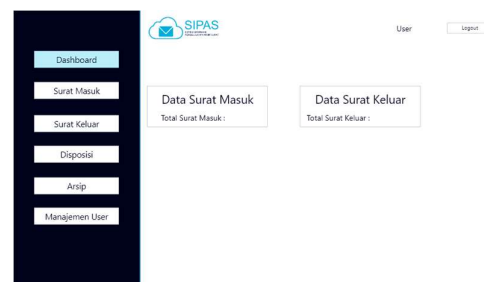 SIPAS
User
Logout
Dashboard
Surat Masuk
Surat Keluar
Disposisi
Arsip
Manajemen User
Data Surat Masuk
Total Surat Masuk :
Data Surat Keluar
Total Surat Keluar :